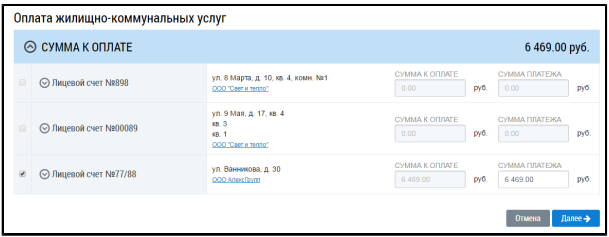 Оплата жилищно-коммунальных услуг
СУММА К ОПЛАТЕ 6 469.00 руб.
Лицевой счет №898 ул. 8 Марта, д. 10, кв. 4, комн. №1 СУММА К ОПЛАТЕ СУММА ПЛАТЕЖА
ООО "Свет и тепло" 0.00 руб. 0.00 руб.
ул. 9 Мая, д. 17, кв. 4 СУММА К ОПЛАТЕ СУММА ПЛАТЕЖА
Лицевой счет №00089 кв. 3 0.00 руб. 0.00 руб.
кв. 1
ООО "Свет и тепло"
Лицевой счет №77/88 ул. Ванникова, д. 30 СУММА К ОПЛАТЕ СУММА ПЛАТЕЖА
ООО АлексГрупп 6 469.00 руб. 6 469.00 руб.
Отмена Далее